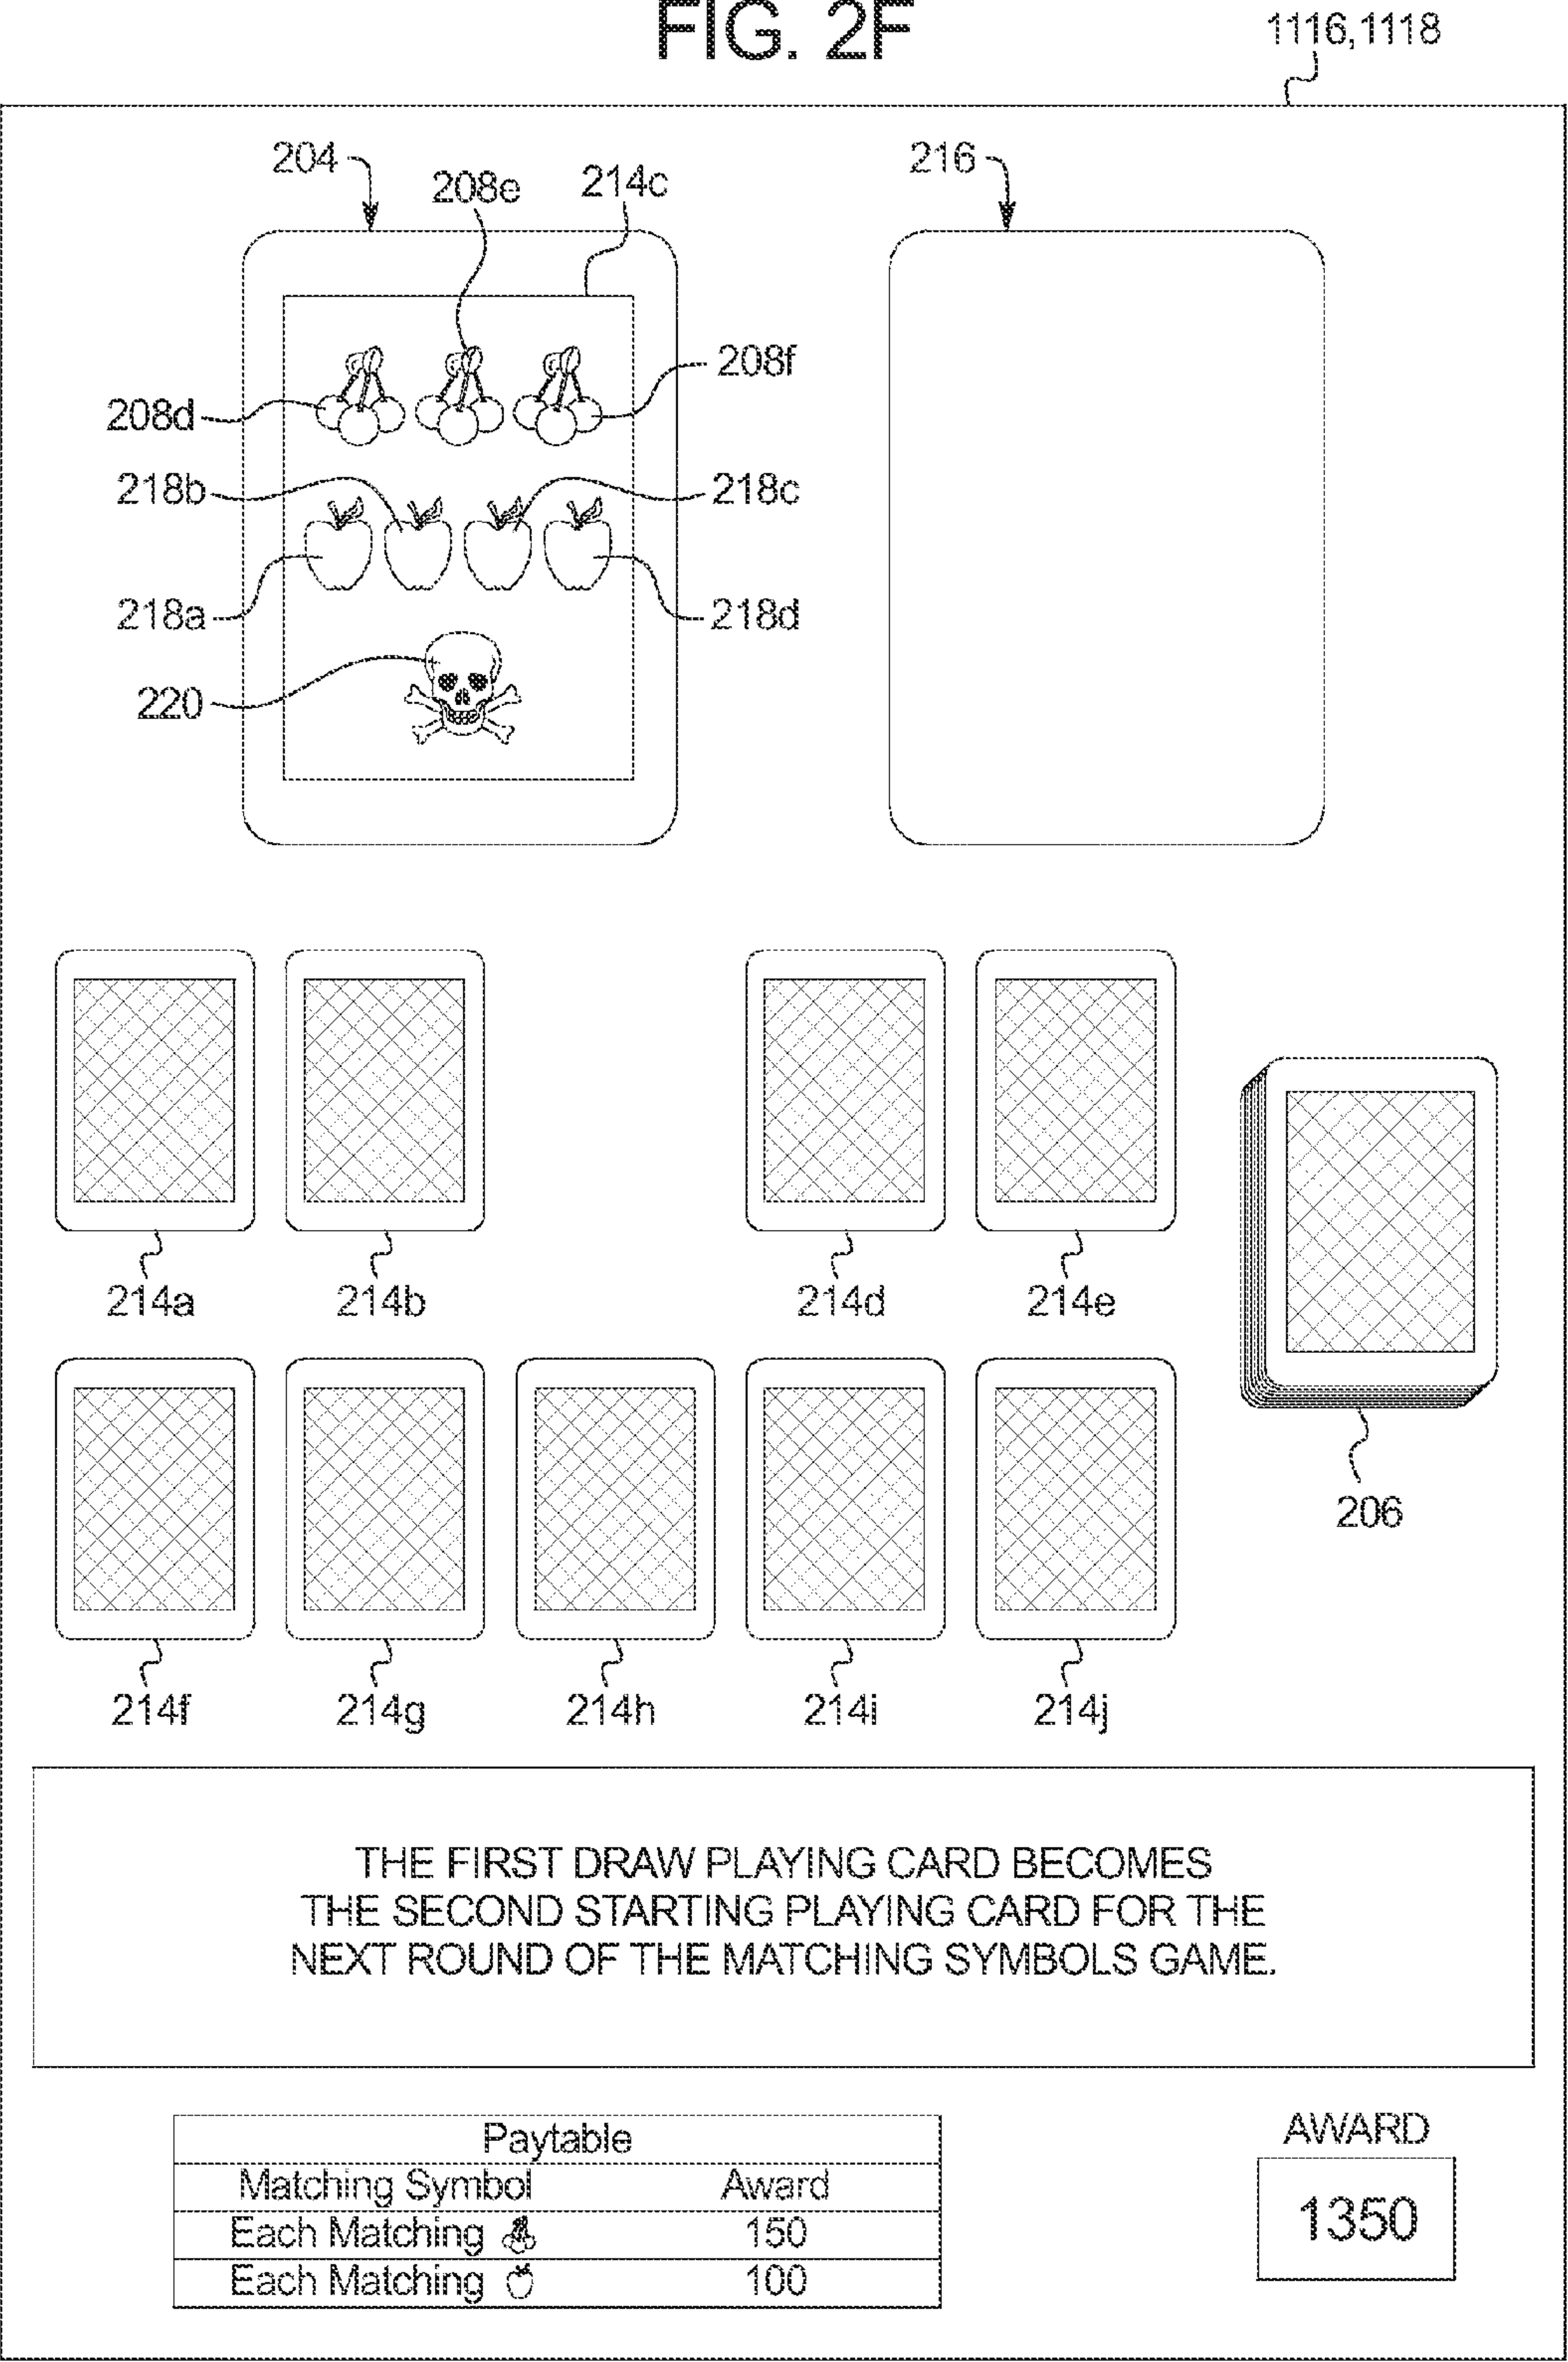 FIG. 2F
1116,1118
204
208e
214c
216
208f
208d
218b
218c
218a
218d
220
214a
214b
214d
214e
206
214f
214g
214h
214i
214j
THE FIRST DRAW PLAYING CARD BECOMES
THE SECOND STARTING PLAYING CARD FOR THE
NEXT ROUND OF THE MATCHING SYMBOLS GAME.
Paytable
Matching Symbol Award
Each Matching 150
Each Matching 100
AWARD
1350